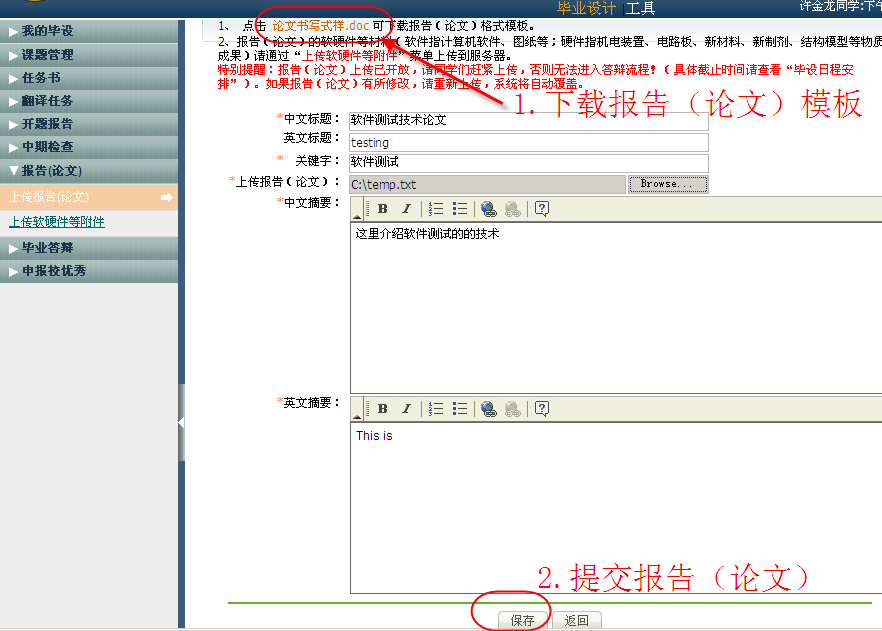 毕业设计 | 工具
许金龙同学:下午
我的毕设
课题管理
任务书
翻译任务
开题报告
中期检查
报告(论文)
上传报告(论文)
上传软硬件等附件
毕业答辩
申报校优秀
1、 点击 论文书写式样.doc 可下载报告(论文)格式模板。
2、报告(论文)的软硬件等材料(软件指计算机软件、图纸等;硬件指机电装置、电路板、新材料、新制剂、结构模型等物质
成果)请通过“上传软硬件等附件”菜单上传到服务器。
特别提醒:报告(论文)上传已开放,请同学们赶紧上传,否则无法进入答辩流程!(具体截止时间请查看“毕设日程安
排”)。如果报告(论文)有所修改,请重新上传,系统将自动覆盖。
1.下载报告(论文)模板
*中文标题: 软件测试技术论文
英文标题: testing
* 关键字: 软件测试
*上传报告(论文): C:\temp.txt Browse...
*中文摘要: B I
这里介绍软件测试的的技术
*英文摘要: B I
This is
2.提交报告(论文)
保存 返回